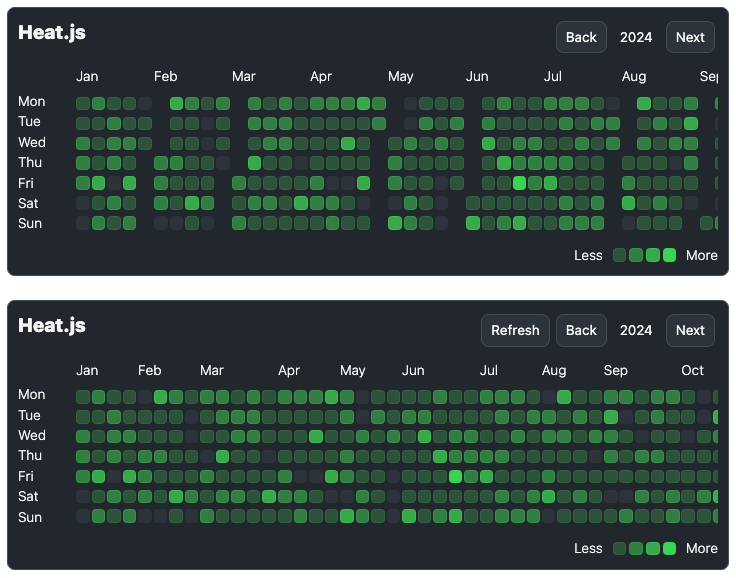 Heat.js
Back 2024 Next
Jan Feb Mar Apr May Jun Jul Aug Sep
Mon
Tue
Wed
Thu
Fri
Sat
Sun
Less More
Heat.js
Refresh Back 2024 Next
Jan Feb Mar Apr May Jun Jul Aug Sep Oct
Mon
Tue
Wed
Thu
Fri
Sat
Sun
Less More